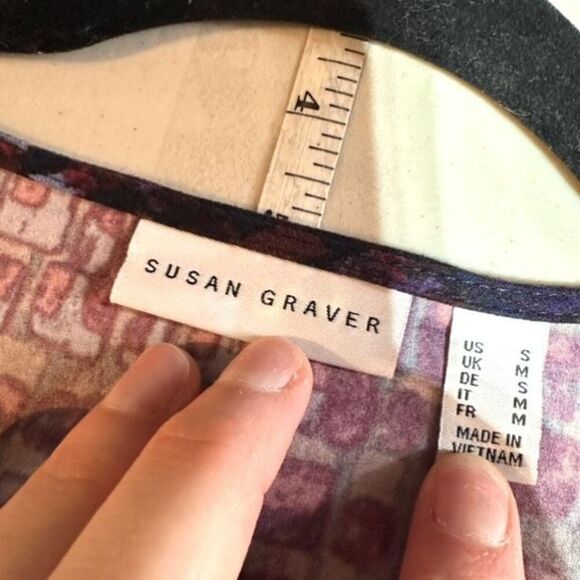 4
SUSAN GRAVER
US S
UK M
DE S
IT M
FR M
MADE IN
VIETNAM